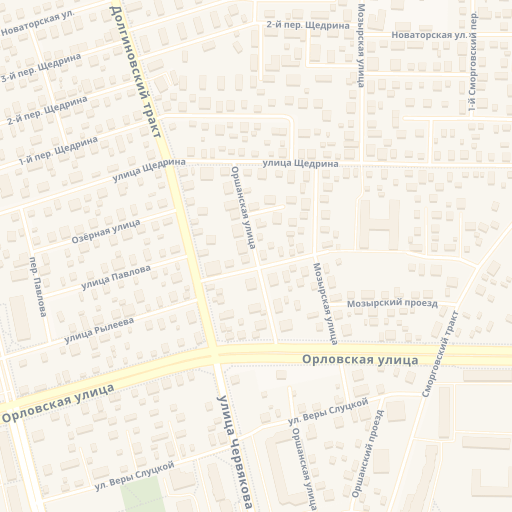 Новаторская ул.
Долгиновский тракт
2-й пер. Щедрина
Мозырская улица
Новаторская ул.
1-й Сморговский пер.
3-й пер. Щедрина
2-й пер. Щедрина
1-й пер. Щедрина
улица Щедрина
улица Щедрина
Оршанская улица
Озёрная улица
пер. Павлова
улица Павлова
Мозырская улица
Мозырский проезд
улица Рылеева
Сморговский тракт
Орловская улица
Орловская улица
улица Червякова
ул. Веры Слуцкой
Оршанская улица
Оршанский проезд
ул. Веры Слуцкой